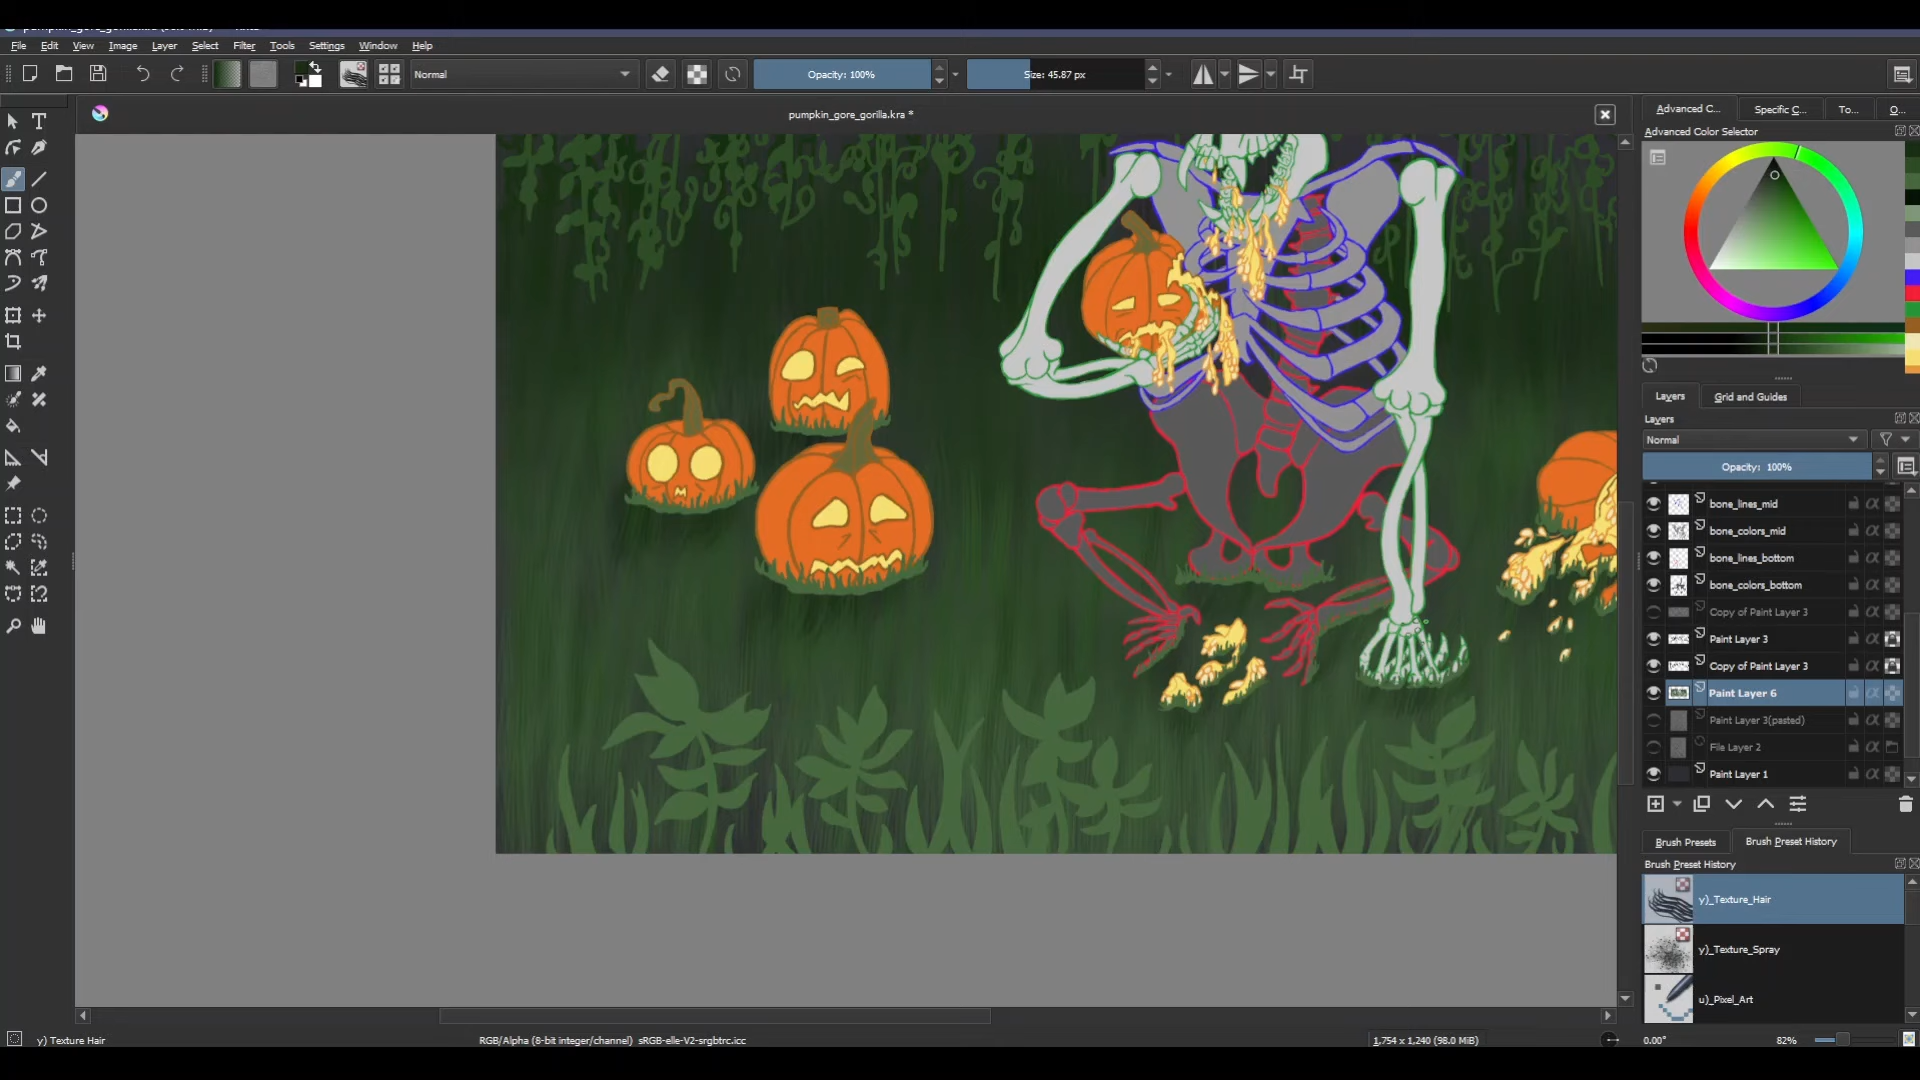 File Edit View Image Layer Select Filter Tools Settings Window Help
Normal
Opacity: 100%
Size: 45.87 px
pumpkin_gore_gorilla.kra *
Advanced C... Specific C... To... O...
Advanced Color Selector
Layers Grid and Guides
Layers
Normal
Opacity: 100%
bone_lines_mid
bone_colors_mid
bone_lines_bottom
bone_colors_bottom
Copy of Paint Layer 3
Paint Layer 3
Copy of Paint Layer 3
Paint Layer 6
Paint Layer 3(pasted)
File Layer 2
Paint Layer 1
Brush Presets Brush Preset History
Brush Preset History
y)_Texture_Hair
y)_Texture_Spray
u)_Pixel_Art
y) Texture Hair
RGB/Alpha (8-bit integer/channel) sRGB-elle-V2-srgbtrc.icc
1,754 x 1,240 (98.0 MiB)
0.00°
82%